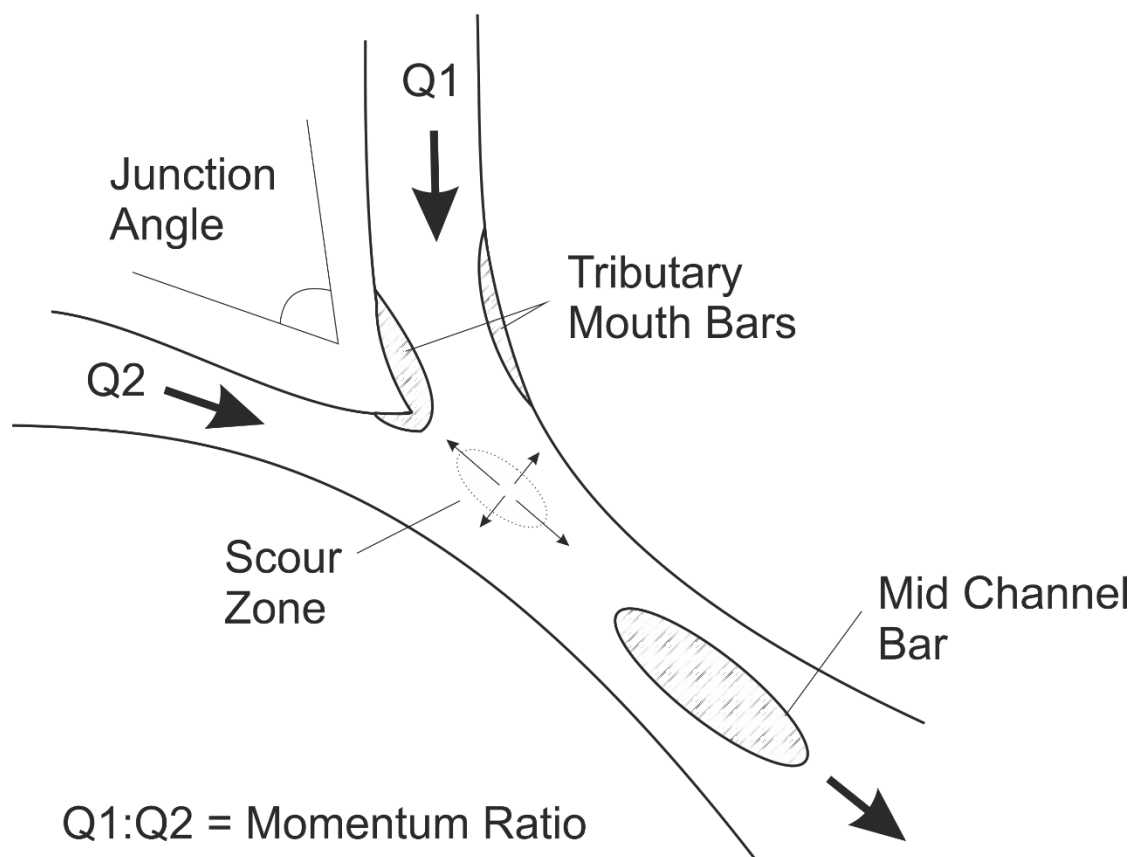 Q1
Junction
Angle
Tributary
Mouth Bars
Q2
Scour
Zone
Mid Channel
Bar
Q1:Q2 = Momentum Ratio